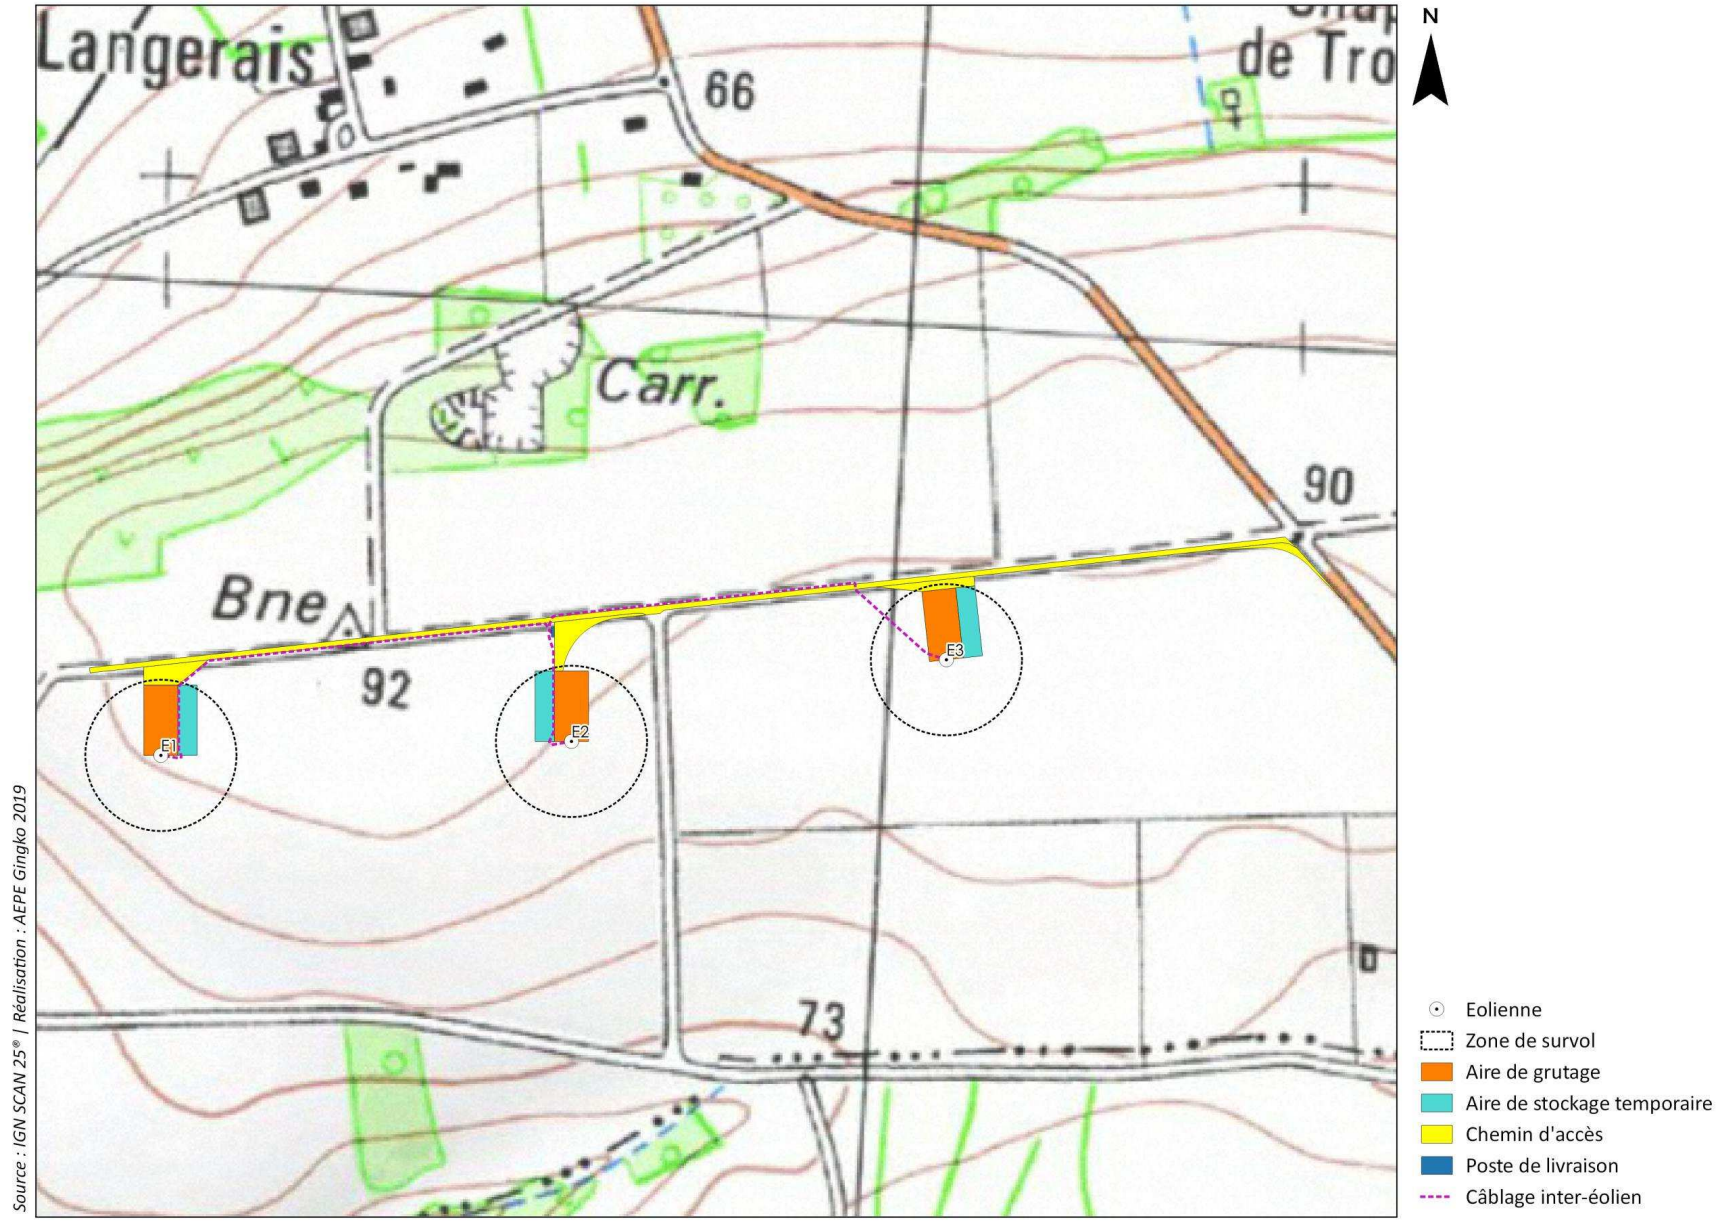 Langerais
66
de Tro
N
Carr.
90
Bne
92
E3
E2
E1
73
Source : IGN SCAN 25® | Réalisation : AEPE Gingko 2019
Eolienne
Zone de survol
Aire de grutage
Aire de stockage temporaire
Chemin d'accès
Poste de livraison
Câblage inter-éolien